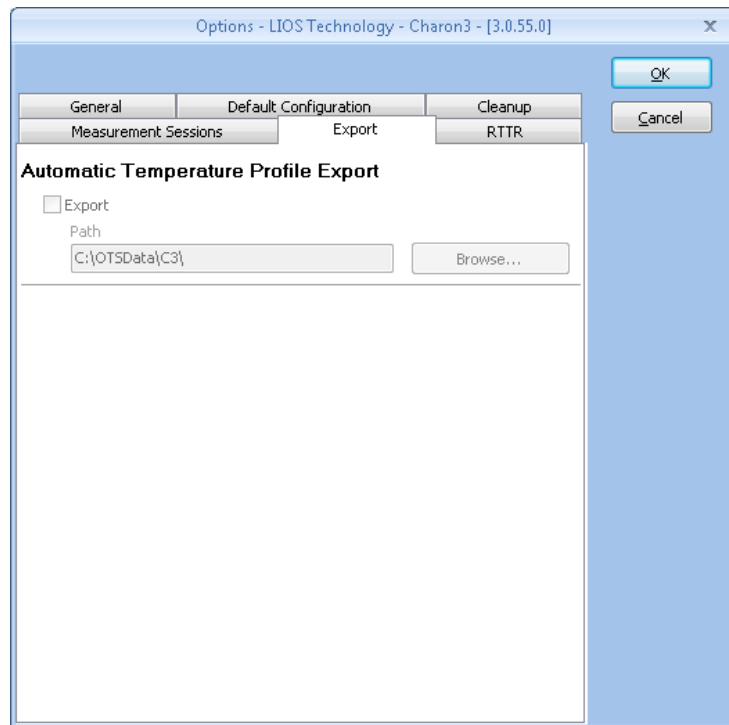 Options - LIOS Technology - Charon3 - [3.0.55.0]
x
OK
Cancel
General Default Configuration Cleanup
Measurement Sessions Export RTTR
Automatic Temperature Profile Export
Export
Path
C:\OTSData\C3\ Browse...